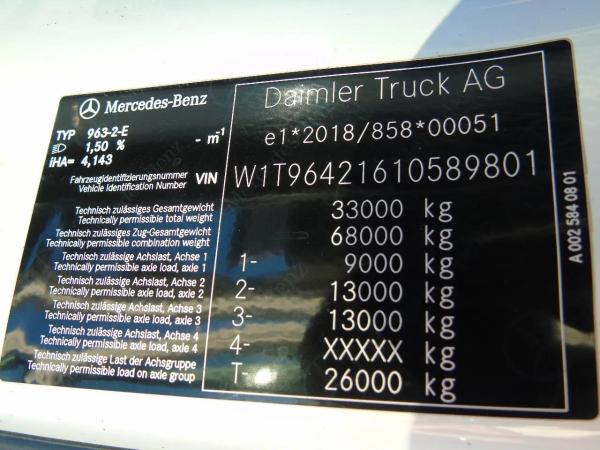 Mercedes-Benz
TYP 963-2-E
1,50 % - m⁻¹
iHA= 4,143
Fahrzeugidentifizierungsnummer
Vehicle Identification Number VIN
Daimler Truck AG
e1*2018/858*00051
W1T96421610589801
Technisch zulässiges Gesamtgewicht
Technically permissible total weight 33000 kg
Technisch zulässiges Zug-Gesamtgewicht
Technically permissible combination weight 68000 kg
Technisch zulässige Achslast, Achse 1
Technically permissible axle load, axle 1 1- 9000 kg
Technisch zulässige Achslast, Achse 2
Technically permissible axle load, axle 2 2- 13000 kg
Technisch zulässige Achslast, Achse 3
Technically permissible axle load, axle 3 3- 13000 kg
Technisch zulässige Achslast, Achse 4
Technically permissible axle load, axle 4 4- XXXXX kg
Technisch zulässige Last der Achsgruppe
Technically permissible load on axle group T- 26000 kg
A 002 584 08 01